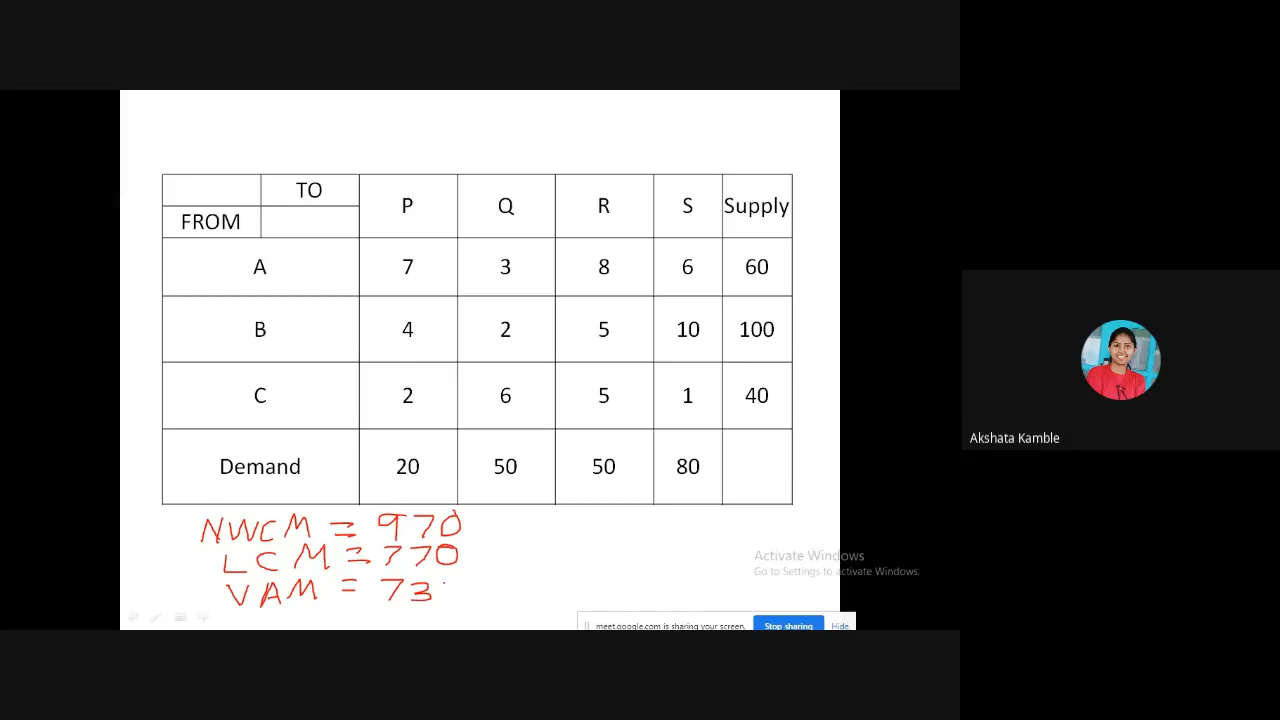 TO
FROM
P Q R S Supply
A 7 3 8 6 60
B 4 2 5 10 100
C 2 6 5 1 40
Demand 20 50 50 80
NWCM = 970
LCM = 770
VAM = 73
Activate Windows
Go to Settings to activate Windows.
meet.google.com is sharing your screen. Stop sharing Hide
Akshata Kamble